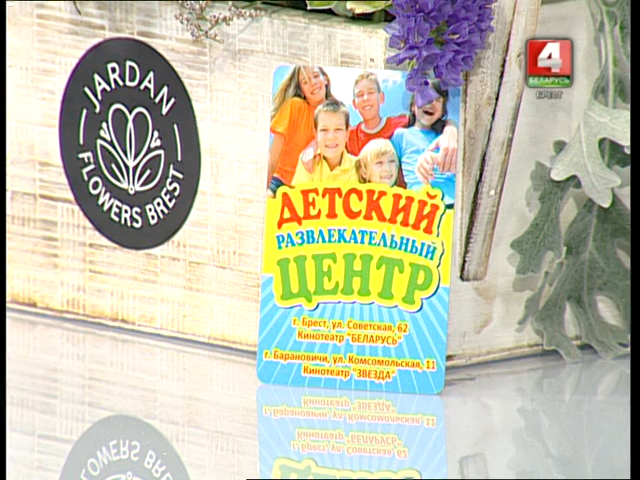 JARDAN
FLOWERS BREST
4
БЕЛАРУСЬ
БРЕСТ
ДЕТСКИЙ
РАЗВЛЕКАТЕЛЬНЫЙ
ЦЕНТР
г. Брест, ул. Советская, 62
Кинотеатр "БЕЛАРУСЬ"
г. Барановичи, ул. Комсомольская, 11
Кинотеатр "ЗВЕЗДА"